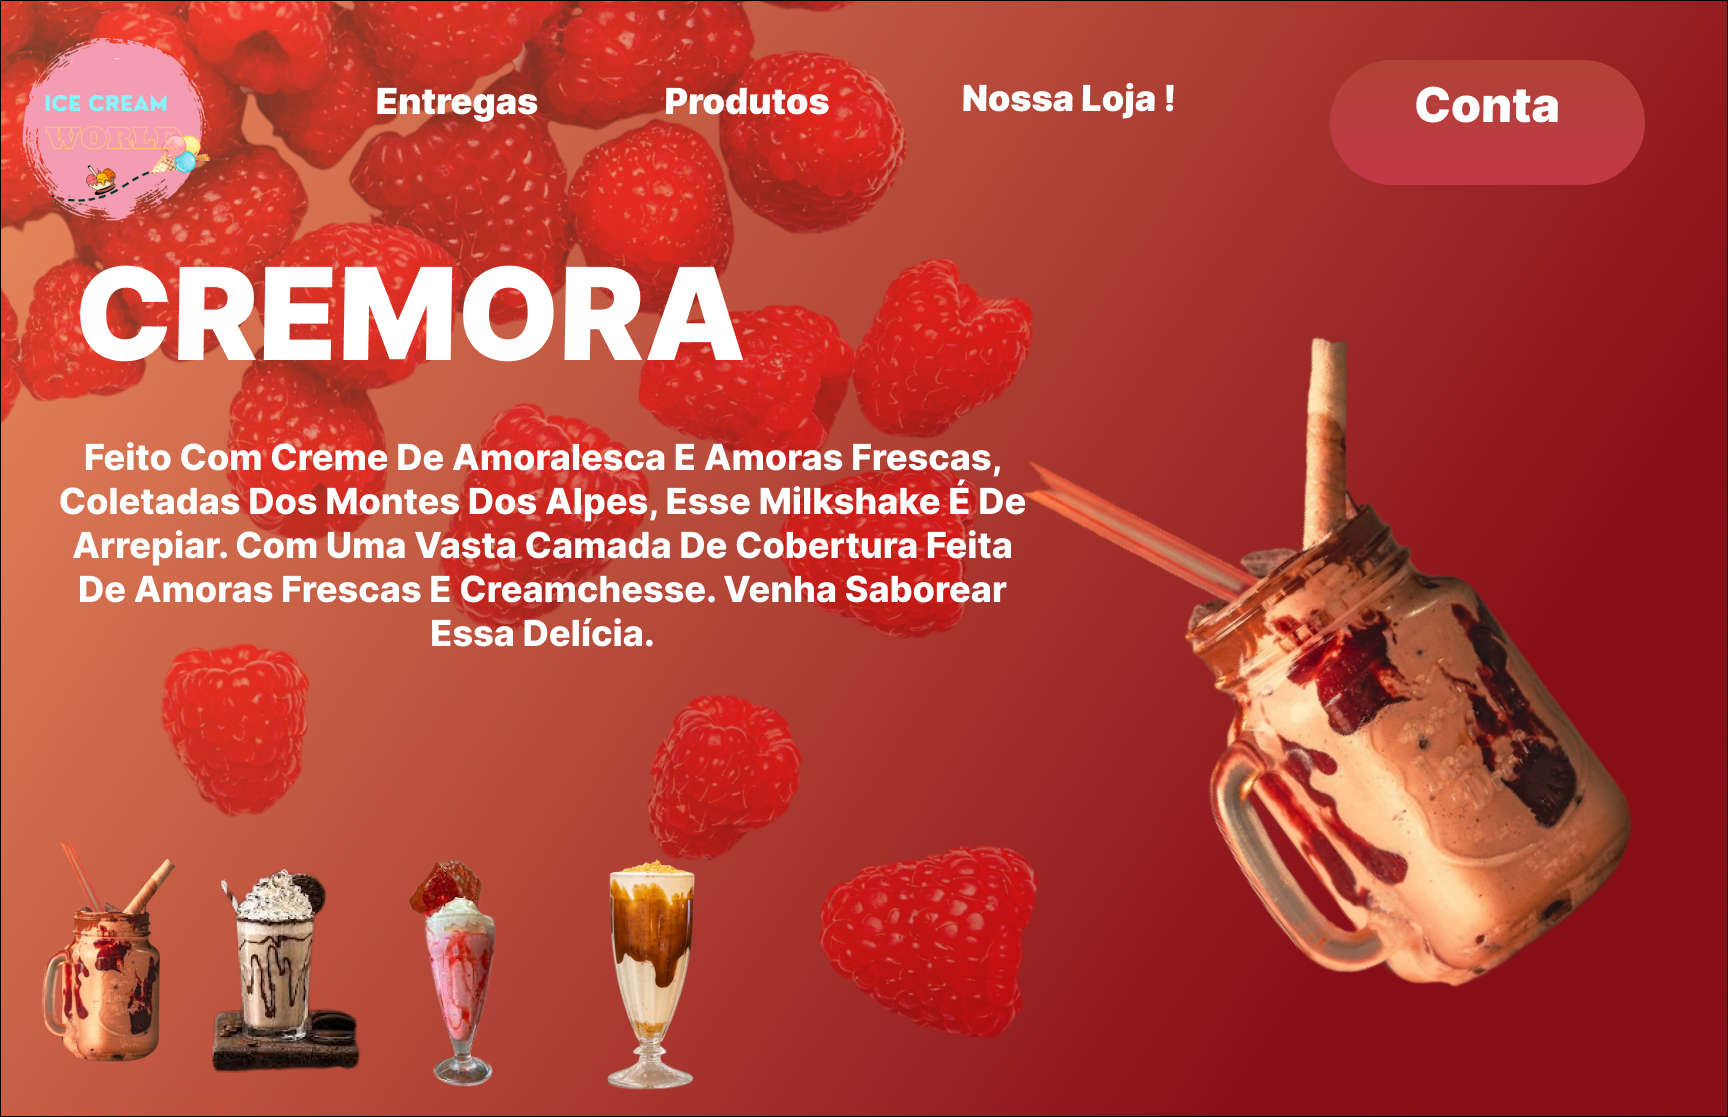 ICE CREAM
WORLD
Entregas
Produtos
Nossa Loja !
Conta
CREMORA
Feito Com Creme De Amoralesca E Amoras Frescas,
Coletadas Dos Montes Dos Alpes, Esse Milkshake É De
Arrepiar. Com Uma Vasta Camada De Cobertura Feita
De Amoras Frescas E Creamchesse. Venha Saborear
Essa Delícia.